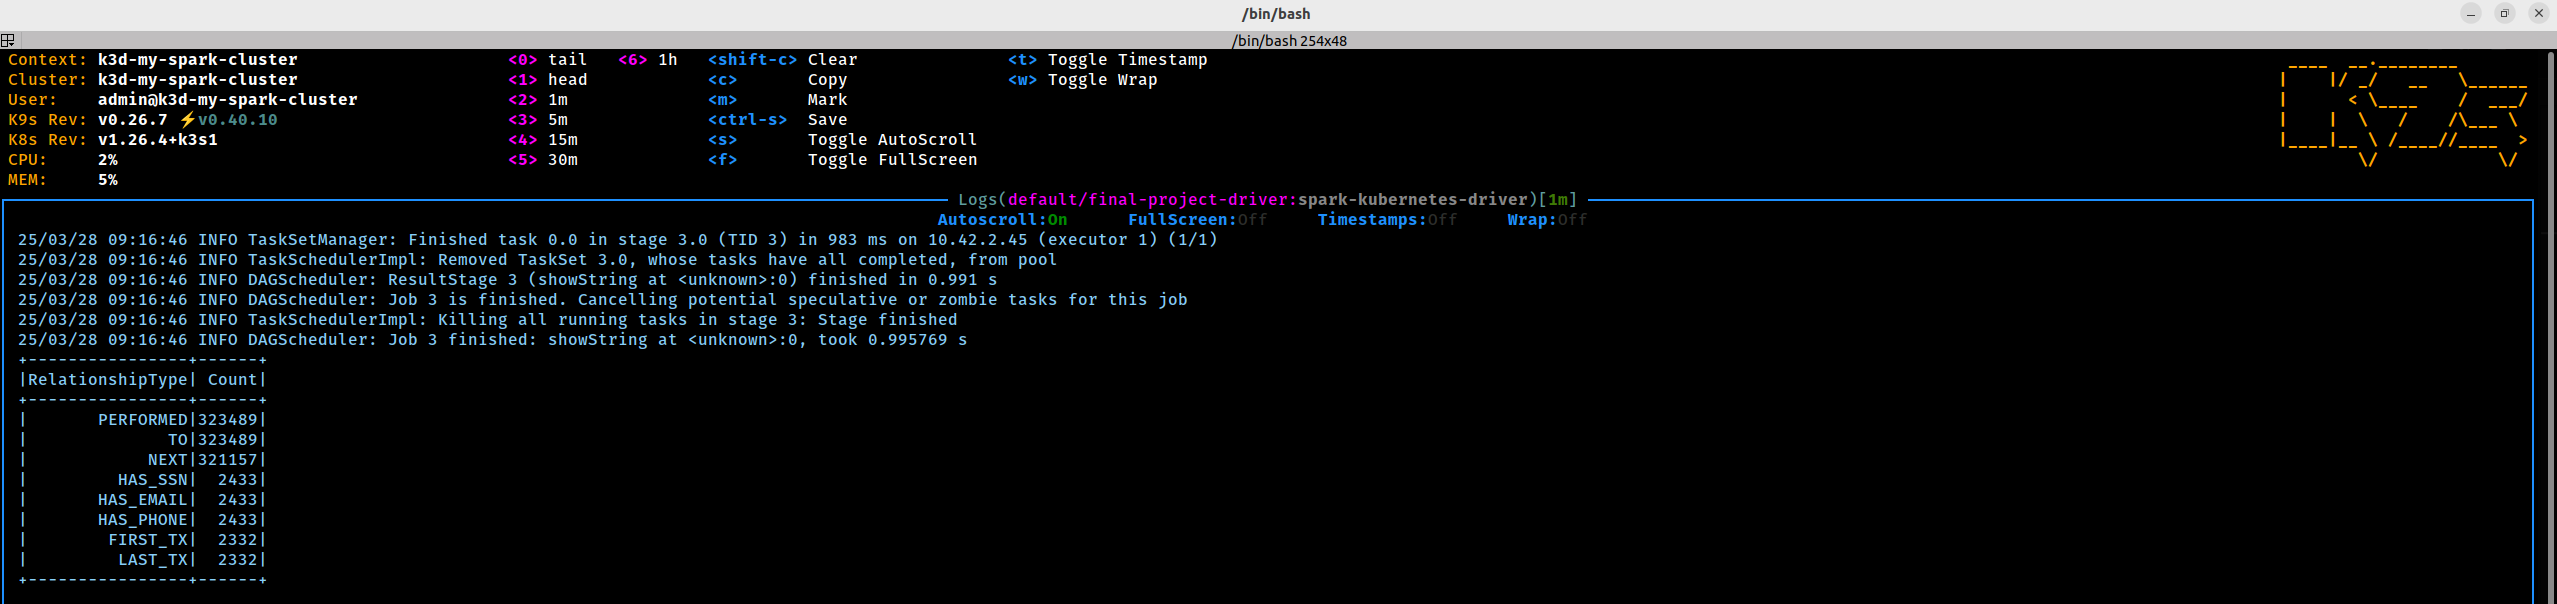 /bin/bash
/bin/bash 254x48
Context: k3d-my-spark-cluster <0> tail <6> 1h <shift-c> Clear <t> Toggle Timestamp
Cluster: k3d-my-spark-cluster <1> head <c> Copy <w> Toggle Wrap
User: admin@k3d-my-spark-cluster <2> 1m <m> Mark
K9s Rev: v0.26.7 ⚡v0.40.10 <3> 5m <ctrl-s> Save
K8s Rev: v1.26.4+k3s1 <4> 15m <s> Toggle AutoScroll
CPU: 2% <5> 30m <f> Toggle FullScreen
MEM: 5%
Logs(default/final-project-driver:spark-kubernetes-driver)[1m]
Autoscroll:On FullScreen:Off Timestamps:Off Wrap:Off
25/03/28 09:16:46 INFO TaskSetManager: Finished task 0.0 in stage 3.0 (TID 3) in 983 ms on 10.42.2.45 (executor 1) (1/1)
25/03/28 09:16:46 INFO TaskSchedulerImpl: Removed TaskSet 3.0, whose tasks have all completed, from pool
25/03/28 09:16:46 INFO DAGScheduler: ResultStage 3 (showString at <unknown>:0) finished in 0.991 s
25/03/28 09:16:46 INFO DAGScheduler: Job 3 is finished. Cancelling potential speculative or zombie tasks for this job
25/03/28 09:16:46 INFO TaskSchedulerImpl: Killing all running tasks in stage 3: Stage finished
25/03/28 09:16:46 INFO DAGScheduler: Job 3 finished: showString at <unknown>:0, took 0.995769 s
+----------------+------+
|RelationshipType| Count|
+----------------+------+
|       PERFORMED|323489|
|              TO|323489|
|            NEXT|321157|
|         HAS_SSN|  2433|
|       HAS_EMAIL|  2433|
|       HAS_PHONE|  2433|
|        FIRST_TX|  2332|
|         LAST_TX|  2332|
+----------------+------+